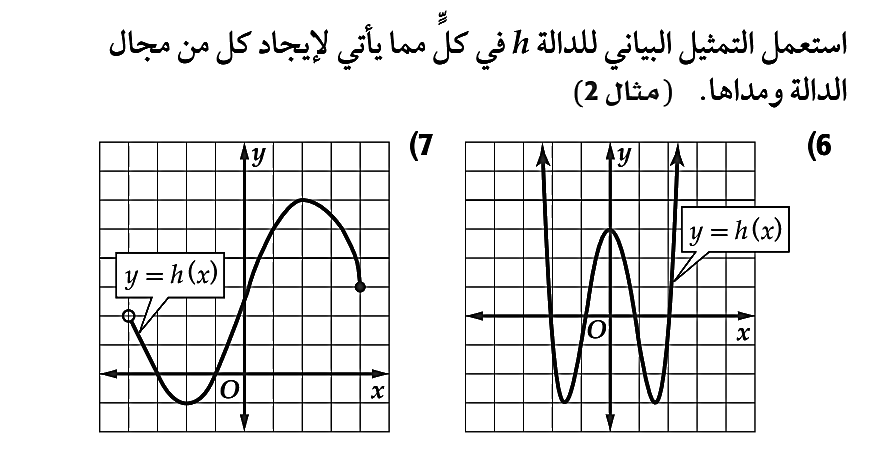 استعمل التمثيل البياني للدالة h في كلٍّ مما يأتي لإيجاد كل من مجال
الدالة ومداها. (مثال 2)
(6
y
y = h(x)
O
x
(7
y
y = h(x)
O
x